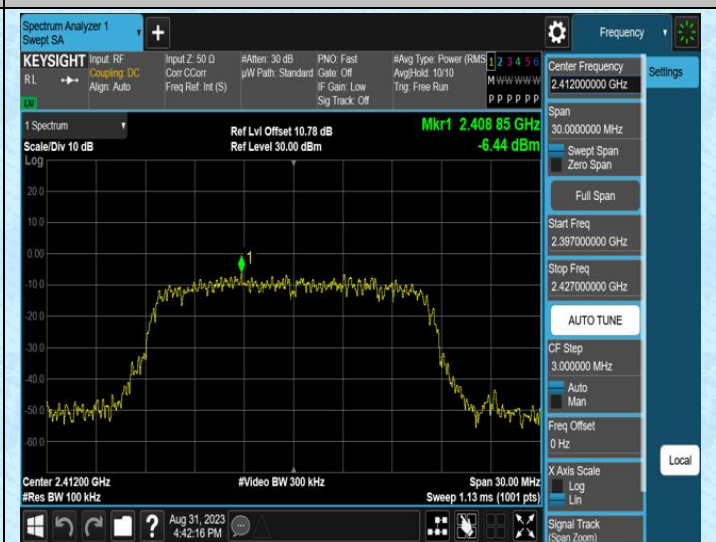 Spectrum Analyzer 1
Swept SA
+
Frequency
KEYSIGHT
RL
LM
Input: RF
Coupling: DC
Align: Auto
Input Z: 50 Ω
Corr CCorr
Freq Ref: Int (S)
#Atten: 30 dB
µW Path: Standard
PNO: Fast
Gate: Off
IF Gain: Low
Sig Track: Off
#Avg Type: Power (RMS
Avg|Hold: 10/10
Trig: Free Run
1 2 3 4 5 6
M W W W W W
P P P P P P
1 Spectrum
Scale/Div 10 dB
Log
Ref Lvl Offset 10.78 dB
Ref Level 30.00 dBm
Mkr1 2.408 85 GHz
-6.44 dBm
20.0
10.0
0.00
-10.0
-20.0
-30.0
-40.0
-50.0
-60.0
1
Center 2.41200 GHz
#Res BW 100 kHz
#Video BW 300 kHz
Span 30.00 MHz
Sweep 1.13 ms (1001 pts)
?
Aug 31, 2023
4:42:16 PM
Center Frequency
2.412000000 GHz
Span
30.0000000 MHz
Swept Span
Zero Span
Full Span
Start Freq
2.397000000 GHz
Stop Freq
2.427000000 GHz
AUTO TUNE
CF Step
3.000000 MHz
Auto
Man
Freq Offset
0 Hz
X Axis Scale
Log
Lin
Signal Track
(Span Zoom)
Settings
Local